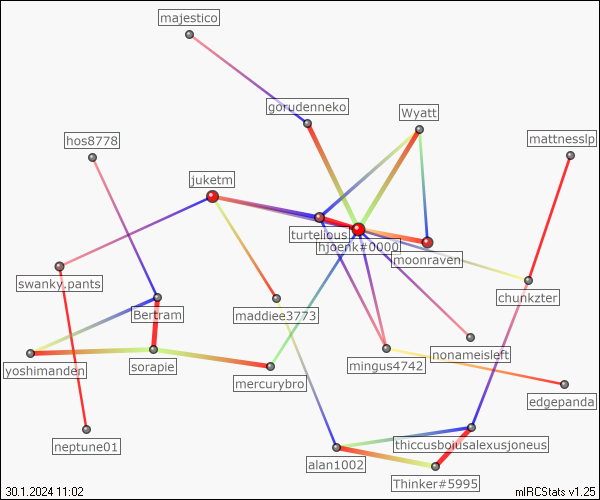 majestico
gorudenneko
Wyatt
hos8778
mattnesslp
juketm
turtelious
hjoenk#0000
moonraven
swanky.pants
chunkzter
Bertram
maddiee3773
yoshimanden
sorapie
mingus4742
nonameisleft
mercurybro
edgepanda
neptune01
thiccusboiusalexusjoneus
alan1002
Thinker#5995
30.1.2024 11:02
mIRCStats v1.25